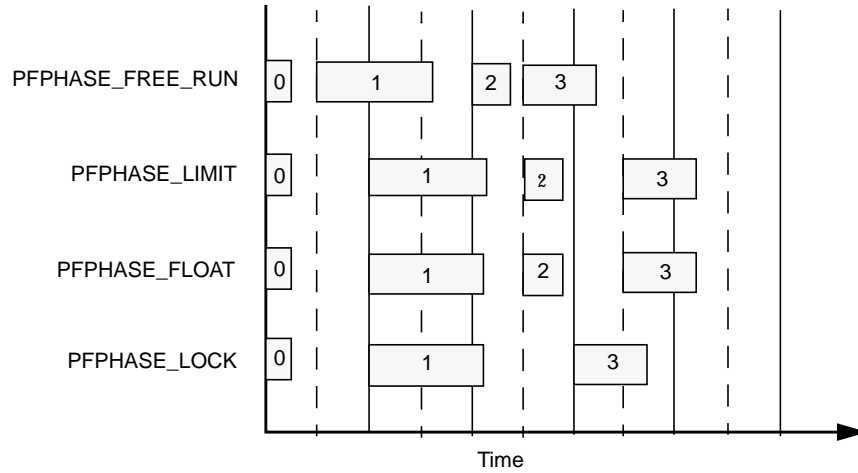 PFPHASE_FREE_RUN 0 1 2 3
PFPHASE_LIMIT 0 1 2 3
PFPHASE_FLOAT 0 1 2 3
PFPHASE_LOCK 0 1 3
Time